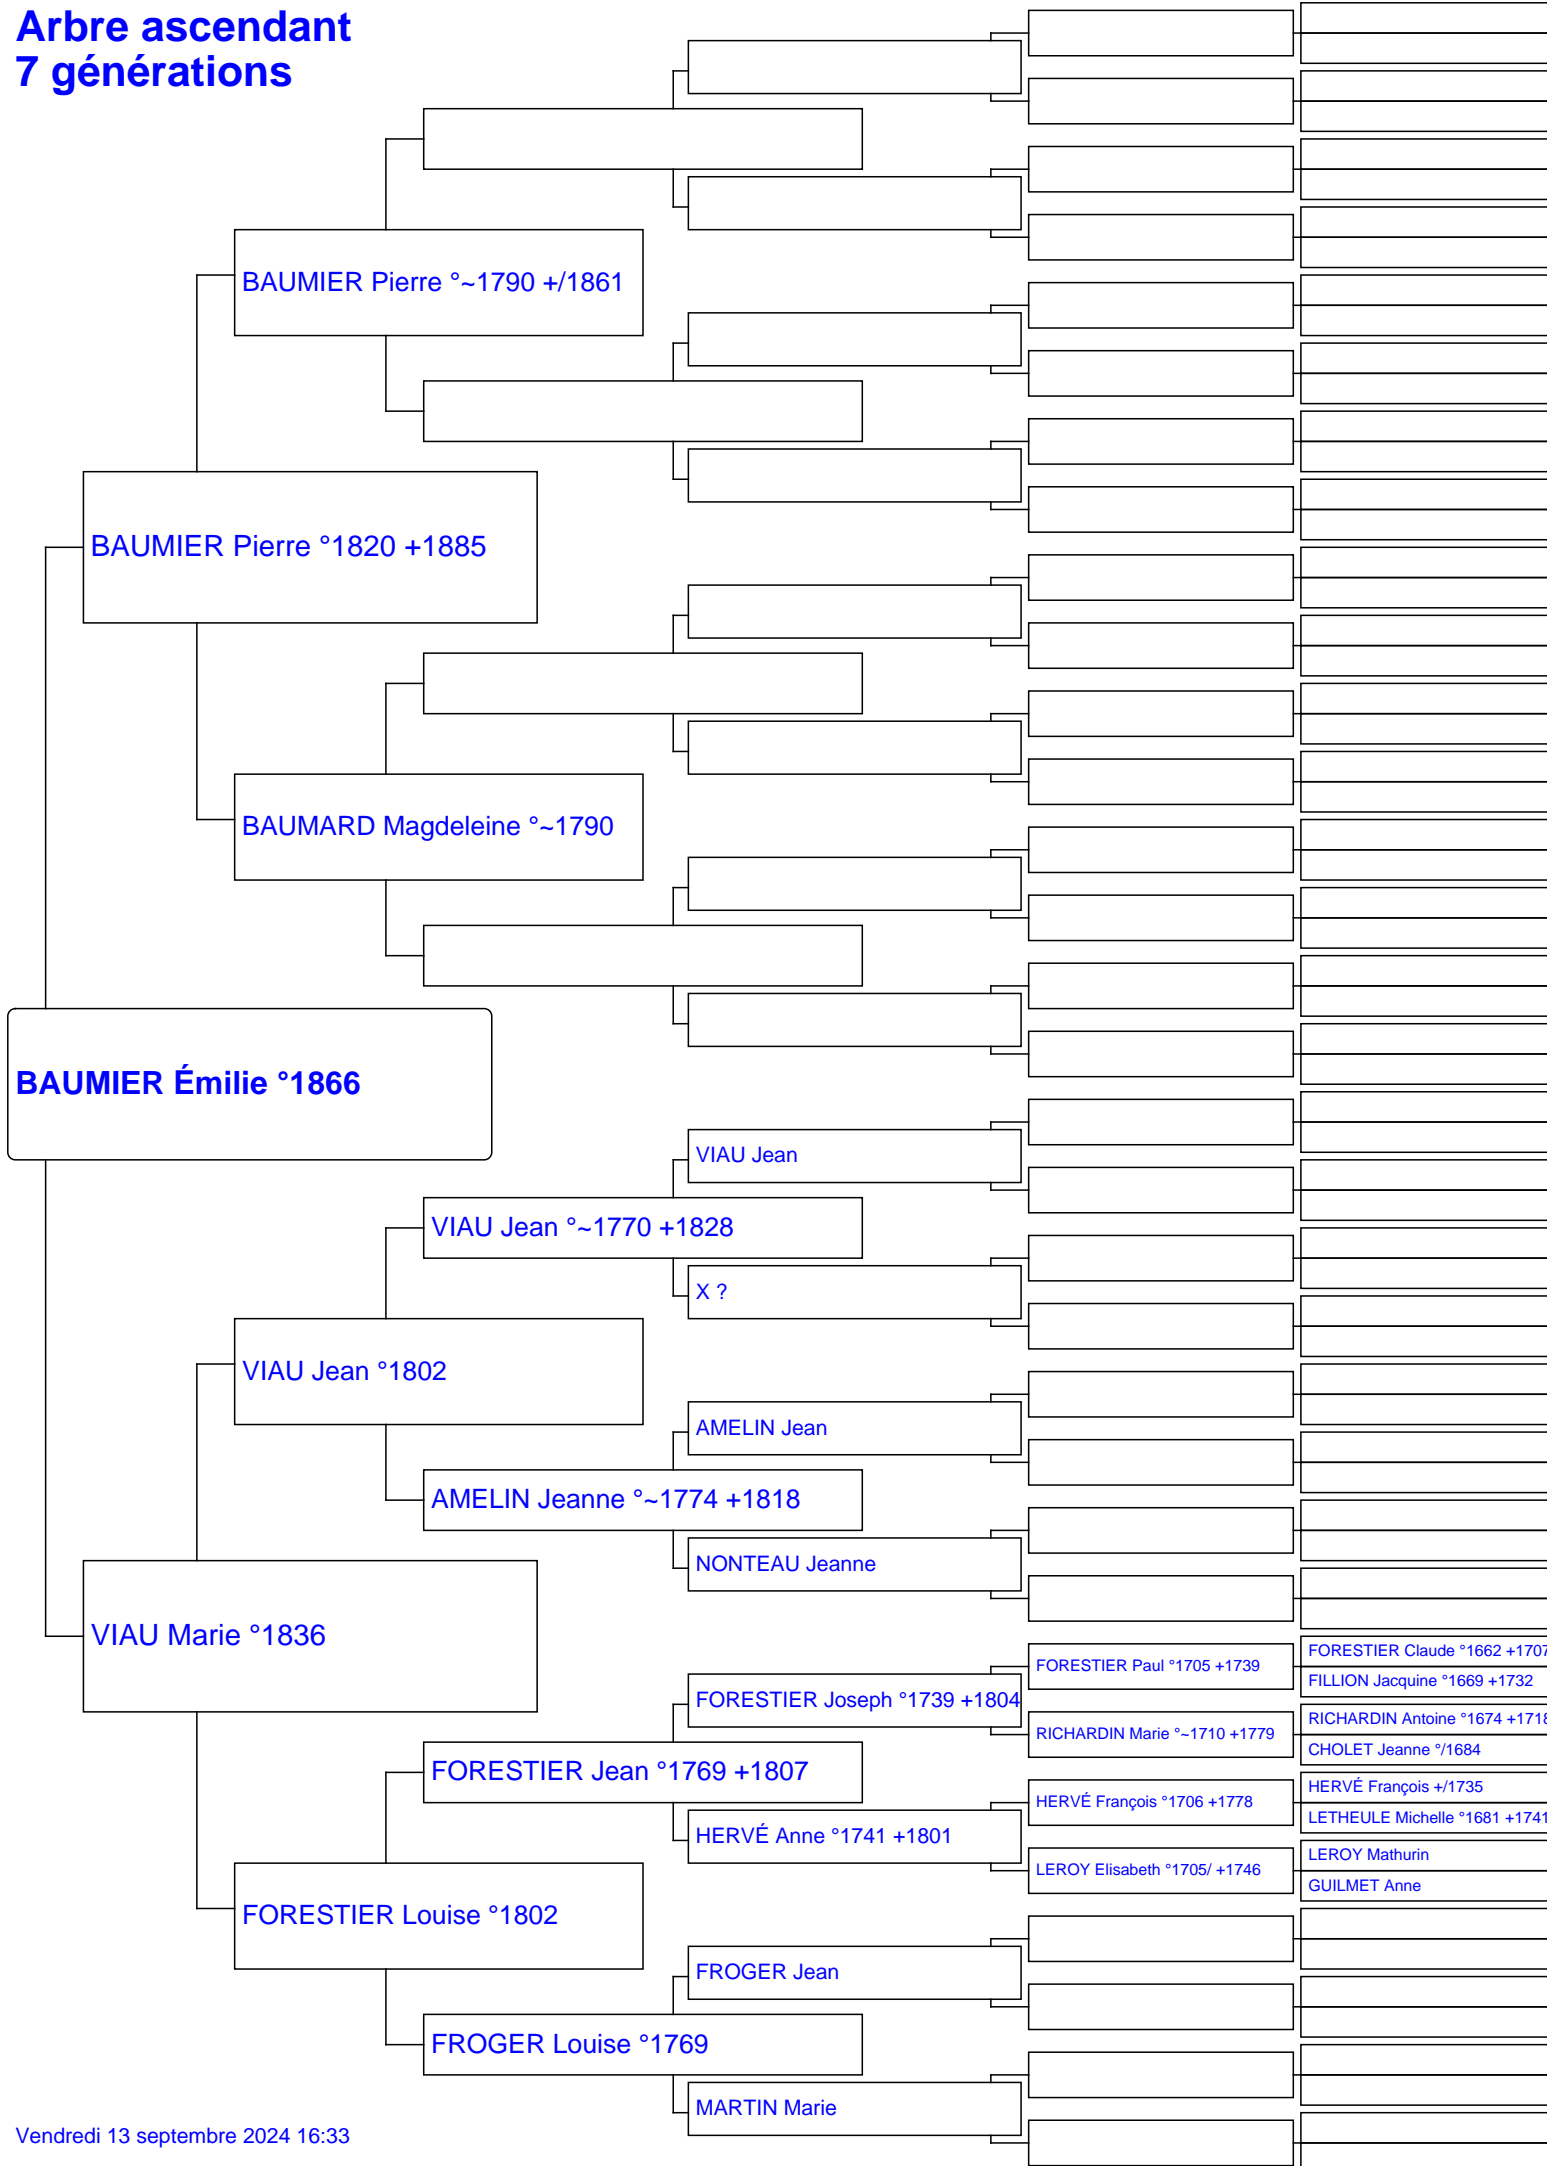 Arbre ascendant
7 générations
BAUMIER Pierre °~1790 +/1861
BAUMIER Pierre °1820 +1885
BAUMARD Magdeleine °~1790
BAUMIER Émilie °1866
VIAU Jean
VIAU Jean °~1770 +1828
X ?
VIAU Jean °1802
AMELIN Jean
AMELIN Jeanne °~1774 +1818
NONTEAU Jeanne
VIAU Marie °1836
FORESTIER Claude °1662 +1707
FORESTIER Paul °1705 +1739
FILLION Jacquine °1669 +1732
FORESTIER Joseph °1739 +1804
RICHARDIN Antoine °1674 +1718
RICHARDIN Marie °~1710 +1779
CHOLET Jeanne °/1684
FORESTIER Jean °1769 +1807
HERVÉ François +/1735
HERVÉ François °1706 +1778
LETHEULE Michelle °1681 +1741
HERVÉ Anne °1741 +1801
LEROY Mathurin
LEROY Elisabeth °1705/ +1746
GUILMET Anne
FORESTIER Louise °1802
FROGER Jean
FROGER Louise °1769
MARTIN Marie
Vendredi 13 septembre 2024 16:33